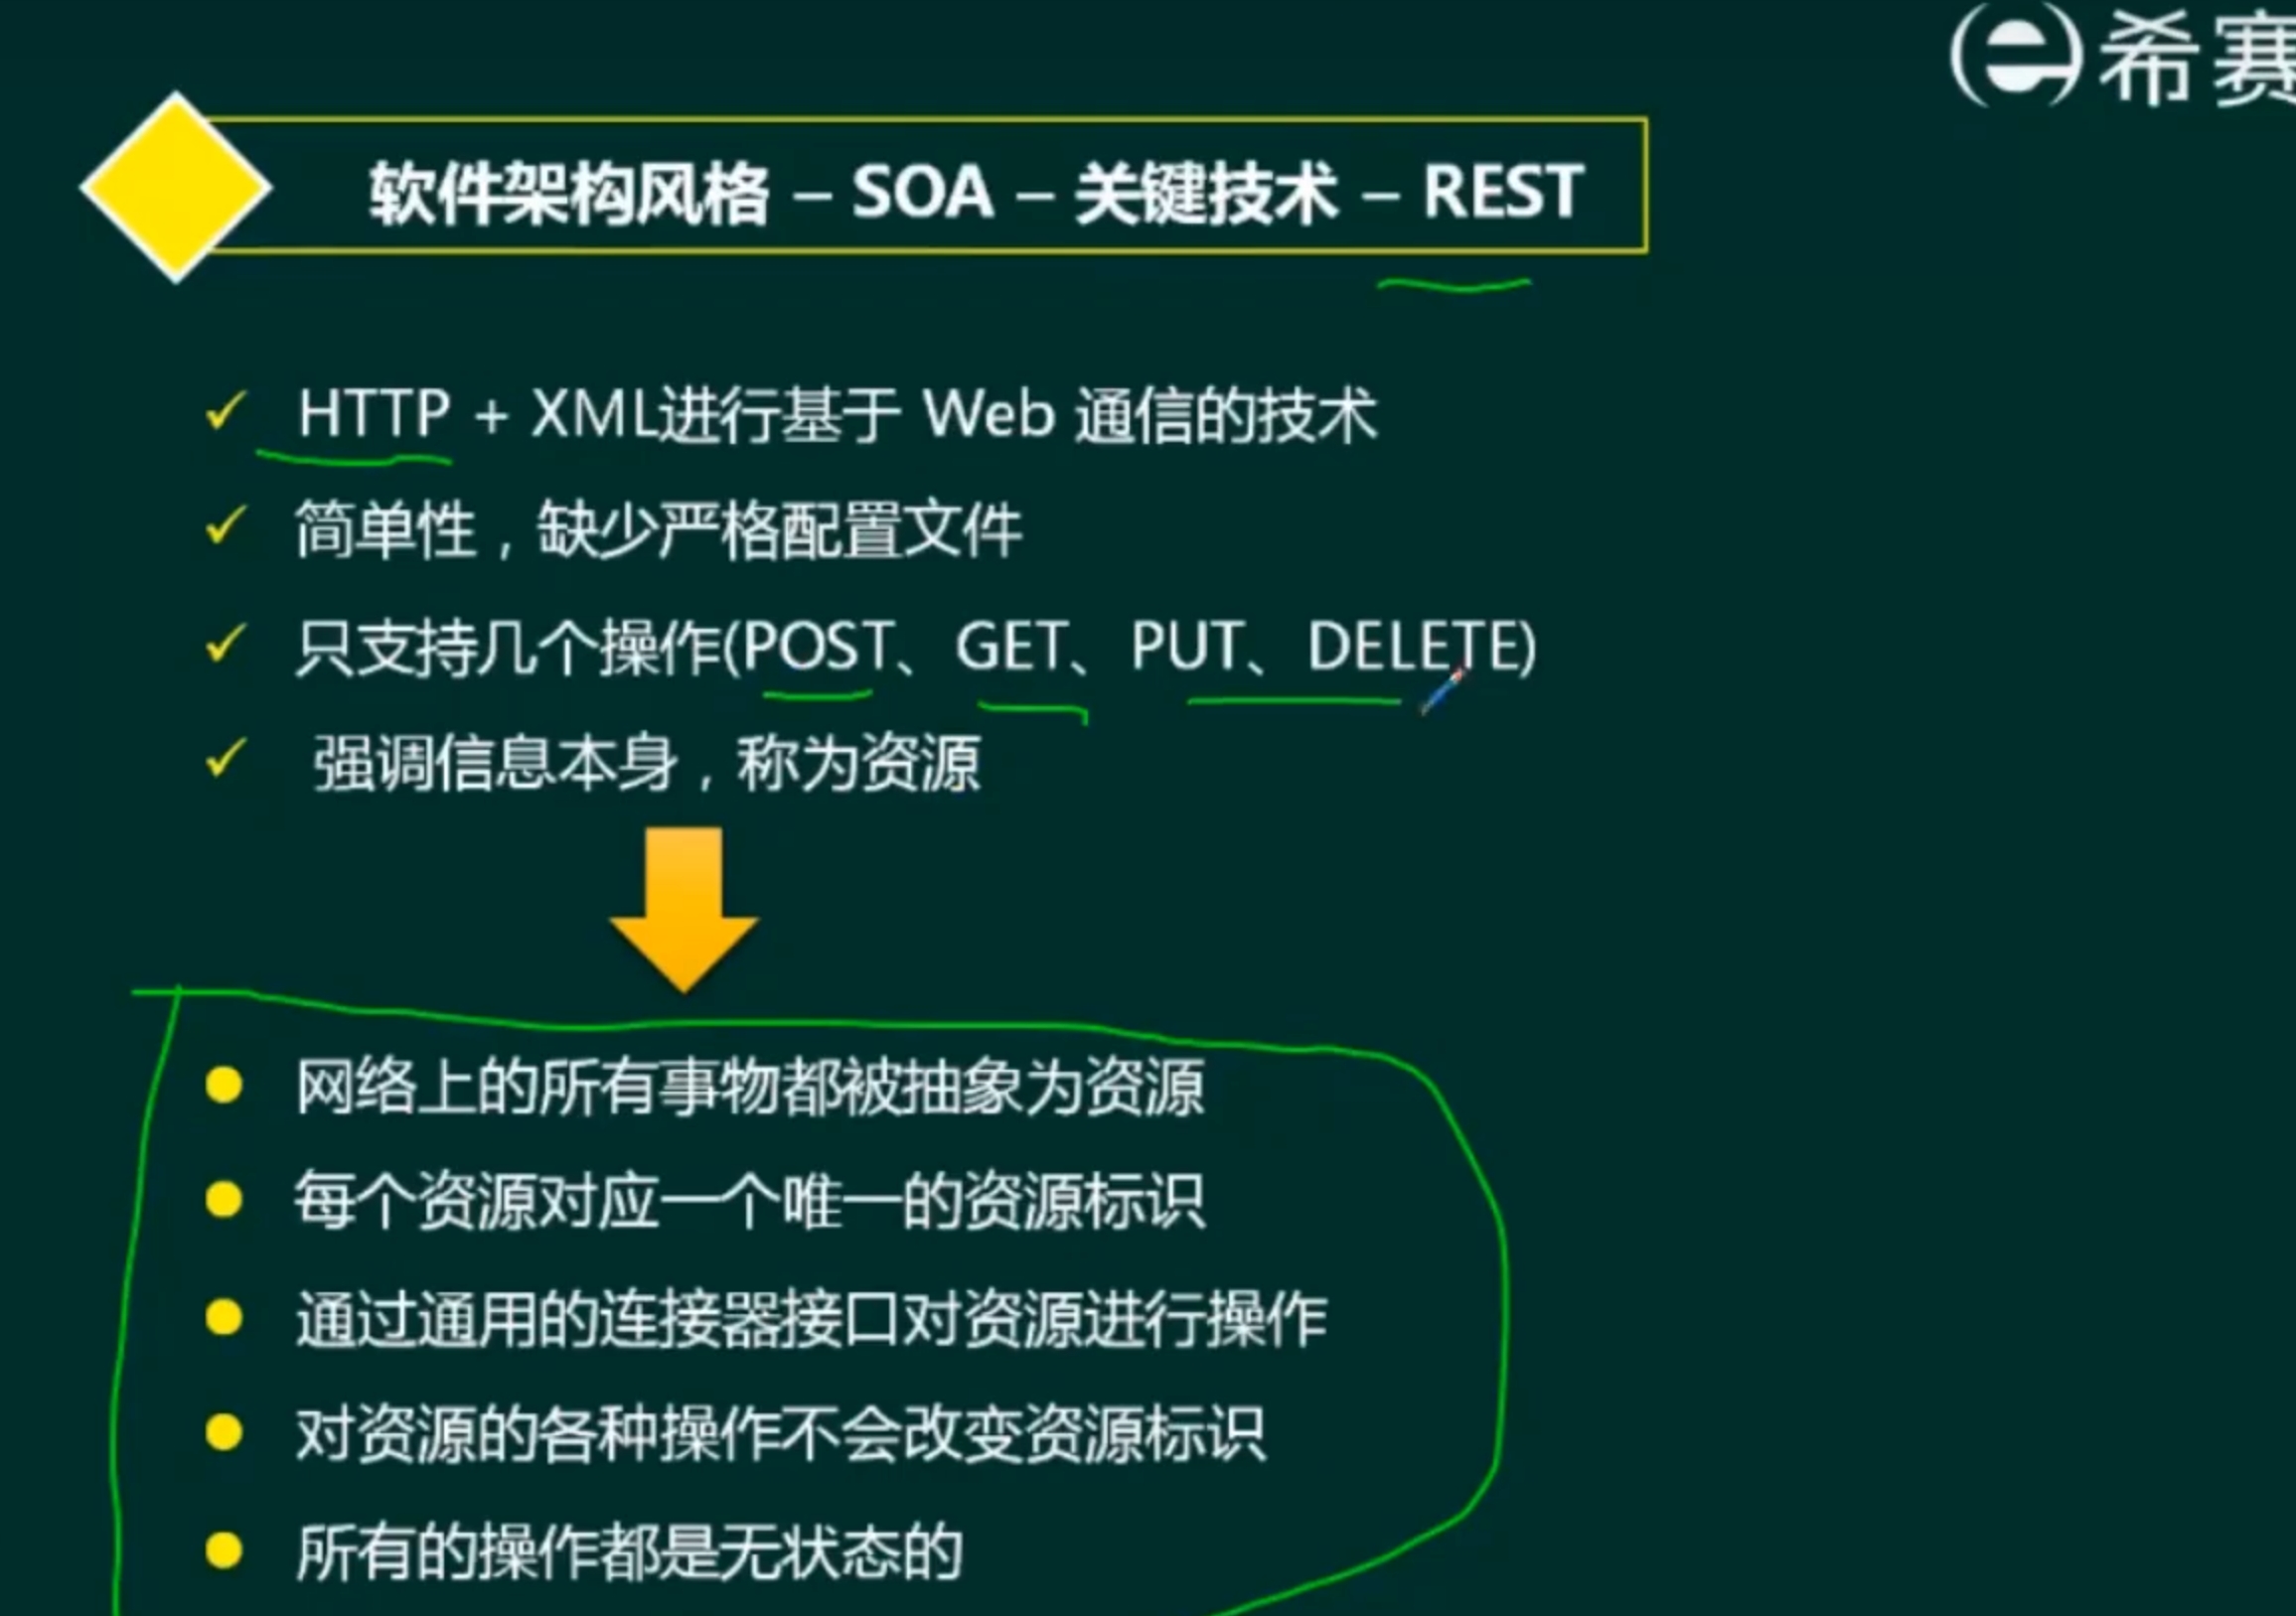 希赛
软件架构风格 – SOA – 关键技术 – REST
HTTP + XML进行基于 Web 通信的技术
简单性，缺少严格配置文件
只支持几个操作(POST、GET、PUT、DELETE)
强调信息本身，称为资源
网络上的所有事物都被抽象为资源
每个资源对应一个唯一的资源标识
通过通用的连接器接口对资源进行操作
对资源的各种操作不会改变资源标识
所有的操作都是无状态的